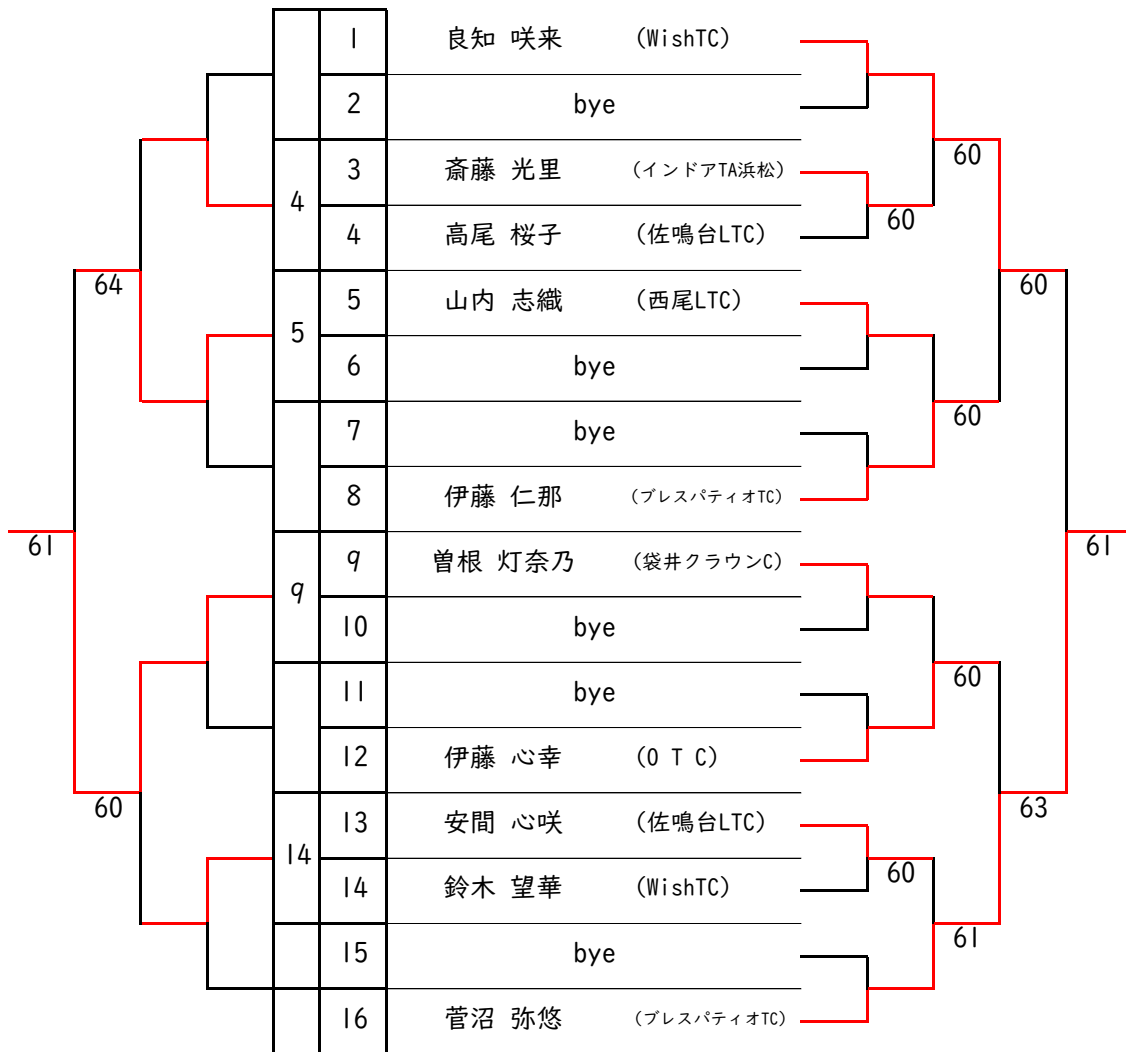 1 良知 咲来 (WishTC)
2 bye
60
3 斎藤 光里 (インドアTA浜松)
4
60
4 高尾 桜子 (佐鳴台LTC)
64
60
5 山内 志織 (西尾LTC)
5
6 bye
60
7 bye
8 伊藤 仁那 (ブレスパティオTC)
61
61
9 曽根 灯奈乃 (袋井クラウンC)
9
10 bye
60
11 bye
12 伊藤 心幸 (O T C)
60
63
13 安間 心咲 (佐鳴台LTC)
14
60
14 鈴木 望華 (WishTC)
61
15 bye
16 菅沼 弥悠 (ブレスパティオTC)